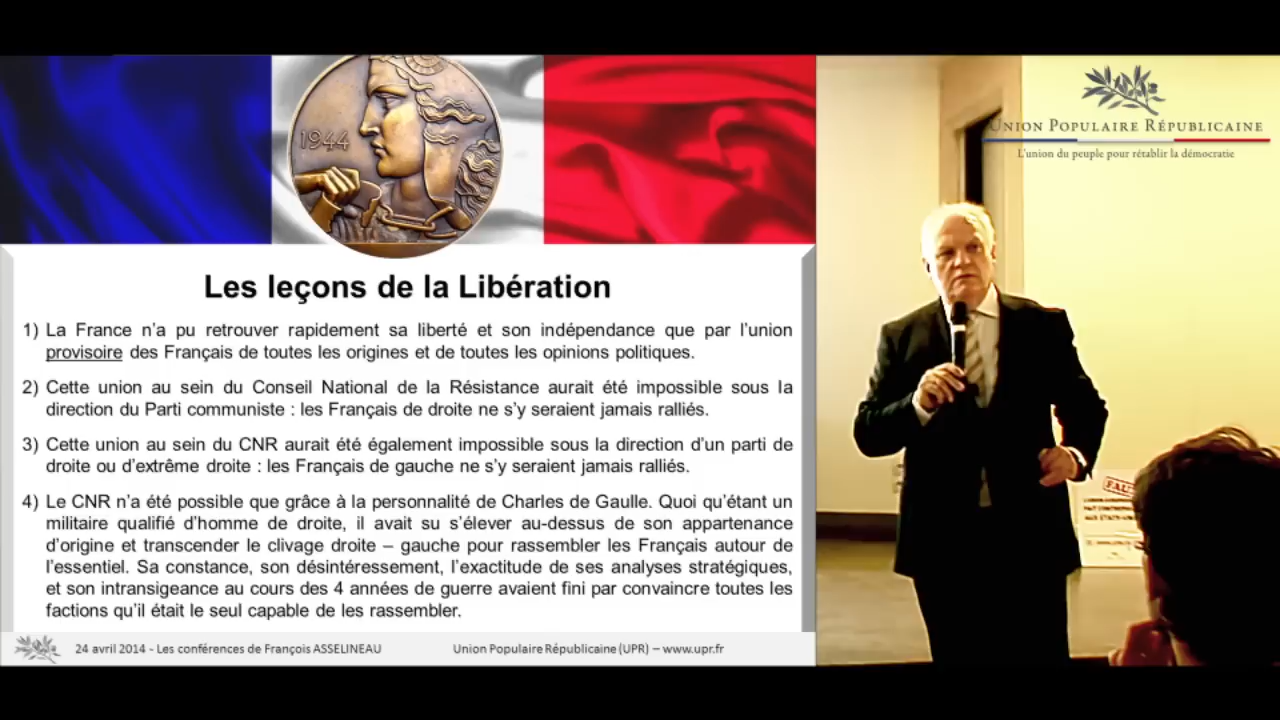 1944
UNION POPULAIRE RÉPUBLICAINE
L'union du peuple pour rétablir la démocratie
Les leçons de la Libération
1) La France n'a pu retrouver rapidement sa liberté et son indépendance que par l'union
provisoire des Français de toutes les origines et de toutes les opinions politiques.
2) Cette union au sein du Conseil National de la Résistance aurait été impossible sous la
direction du Parti communiste : les Français de droite ne s'y seraient jamais ralliés.
3) Cette union au sein du CNR aurait été également impossible sous la direction d'un parti de
droite ou d'extrême droite : les Français de gauche ne s'y seraient jamais ralliés.
4) Le CNR n'a été possible que grâce à la personnalité de Charles de Gaulle. Quoi qu'étant un
militaire qualifié d'homme de droite, il avait su s'élever au-dessus de son appartenance
d'origine et transcender le clivage droite – gauche pour rassembler les Français autour de
l'essentiel. Sa constance, son désintéressement, l'exactitude de ses analyses stratégiques,
et son intransigeance au cours des 4 années de guerre avaient fini par convaincre toutes les
factions qu'il était le seul capable de les rassembler.
24 avril 2014 - Les conférences de François ASSELINEAU
Union Populaire Républicaine (UPR) – www.upr.fr